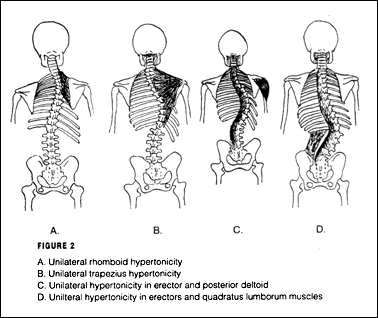 A. B. C. D.
FIGURE 2
A. Unilateral rhomboid hypertonicity
B. Unilateral trapezius hypertonicity
C. Unilateral hypertonicity in erector and posterior deltoid
D. Unilteral hypertonicity in erectors and quadratus lumborum muscles